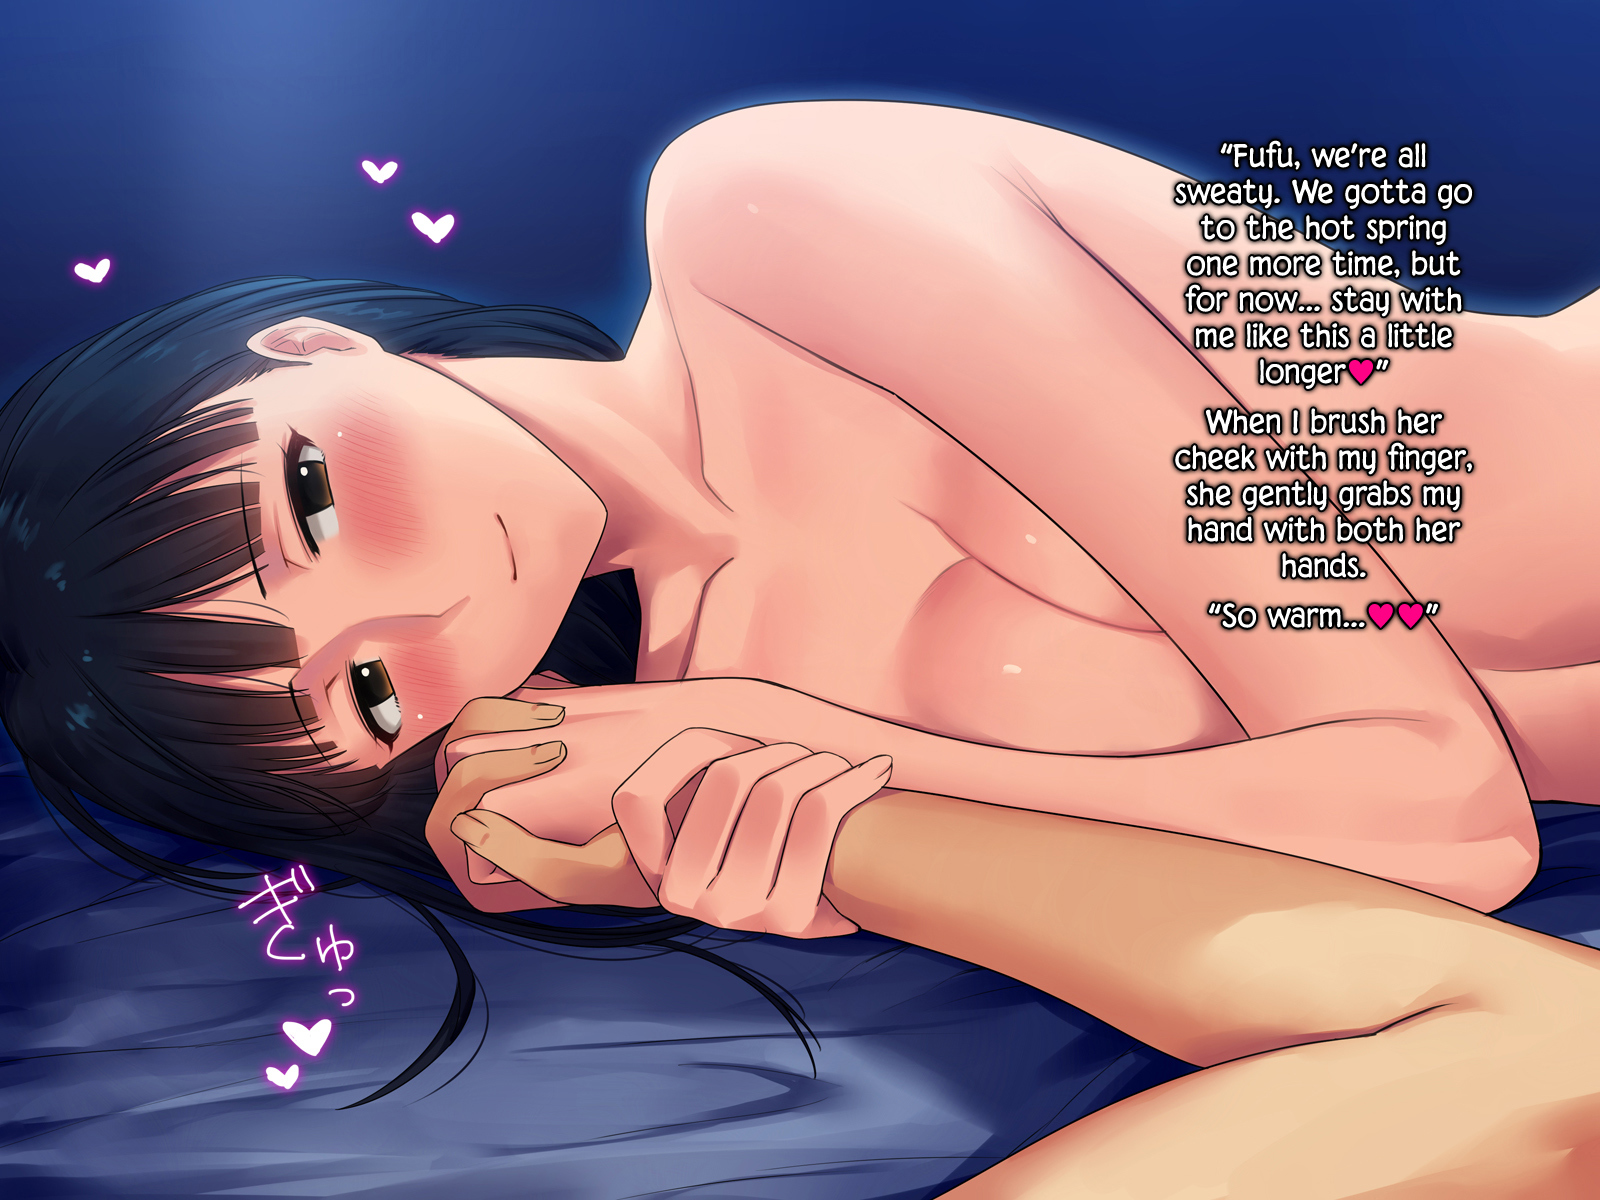 “Fufu, we're all
sweaty. We gotta go
to the hot spring
one more time, but
for now... stay with
me like this a little
longer♥”
When I brush her
cheek with my finger,
she gently grabs my
hand with both her
hands.
“So warm...♥♥”
ぎゅっ